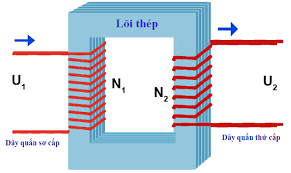 Lõi thép
U1
N1
N2
U2
Dây quấn sơ cấp
Dây quấn thứ cấp